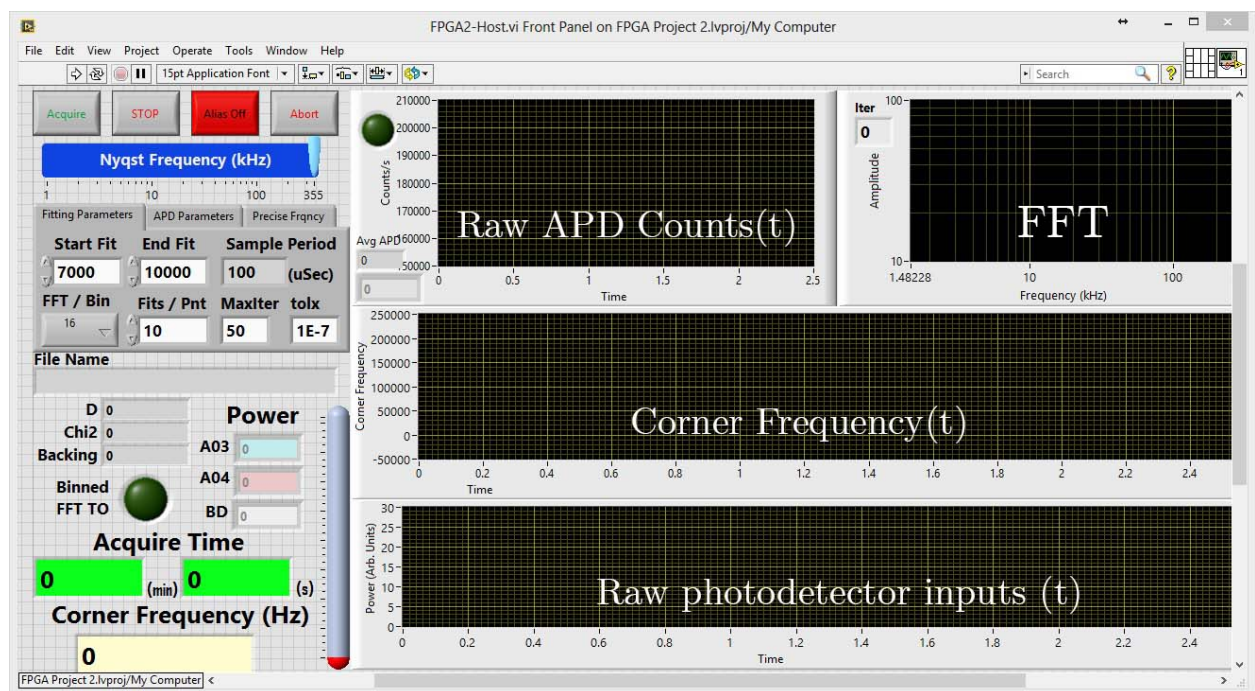 FPGA2-Host.vi Front Panel on FPGA Project 2.lvproj/My Computer
File Edit View Project Operate Tools Window Help
15pt Application Font
Search
1
Acquire STOP Alias Off Abort
Nyqst Frequency (kHz)
1 10 100 355
Fitting Parameters APD Parameters Precise Frqncy
Start Fit End Fit Sample Period
7000 10000 100 (uSec)
FFT / Bin Fits / Pnt MaxIter tolx
16 10 50 1E-7
File Name
D 0
Chi2 0
Backing 0
Power
A03 0
A04 0
BD 0
Binned
FFT TO
Acquire Time
0 (min) 0 (s)
Corner Frequency (Hz)
0
FPGA Project 2.lvproj/My Computer
210000
200000
190000
180000
170000
160000
50000
Counts/s
Avg APD
0
0
Raw APD Counts(t)
0 0.5 1 1.5 2 2.5
Time
Iter
0
100
Amplitude
10
FFT
1.48228 10 100
Frequency (kHz)
250000
200000
150000
100000
50000
0
-50000
Corner Frequency
Corner Frequency(t)
0 0.2 0.4 0.6 0.8 1 1.2 1.4 1.6 1.8 2 2.2 2.4
Time
30
25
20
15
10
5
0
Power (Arb. Units)
Raw photodetector inputs (t)
0 0.2 0.4 0.6 0.8 1 1.2 1.4 1.6 1.8 2 2.2 2.4
Time